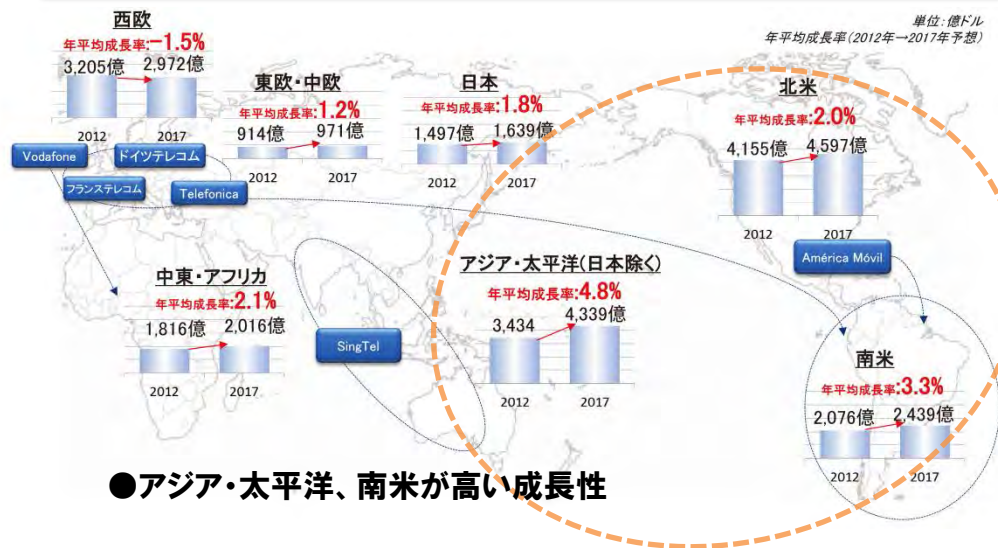 単位:億ドル
年平均成長率(2012年→2017年予想)
西欧
年平均成長率:-1.5%
3,205億 2,972億
2012 2017
東欧・中欧
年平均成長率:1.2%
914億 971億
2012 2017
日本
年平均成長率:1.8%
1,497億 1,639億
2012 2017
北米
年平均成長率:2.0%
4,155億 4,597億
2012 2017
Vodafone
ドイツテレコム
フランステレコム
Telefonica
中東・アフリカ
年平均成長率:2.1%
1,816億 2,016億
2012 2017
SingTel
アジア・太平洋(日本除く)
年平均成長率:4.8%
3,434 4,339億
2012 2017
América Móvil
南米
年平均成長率:3.3%
2,076億 2,439億
2012 2017
●アジア・太平洋、南米が高い成長性